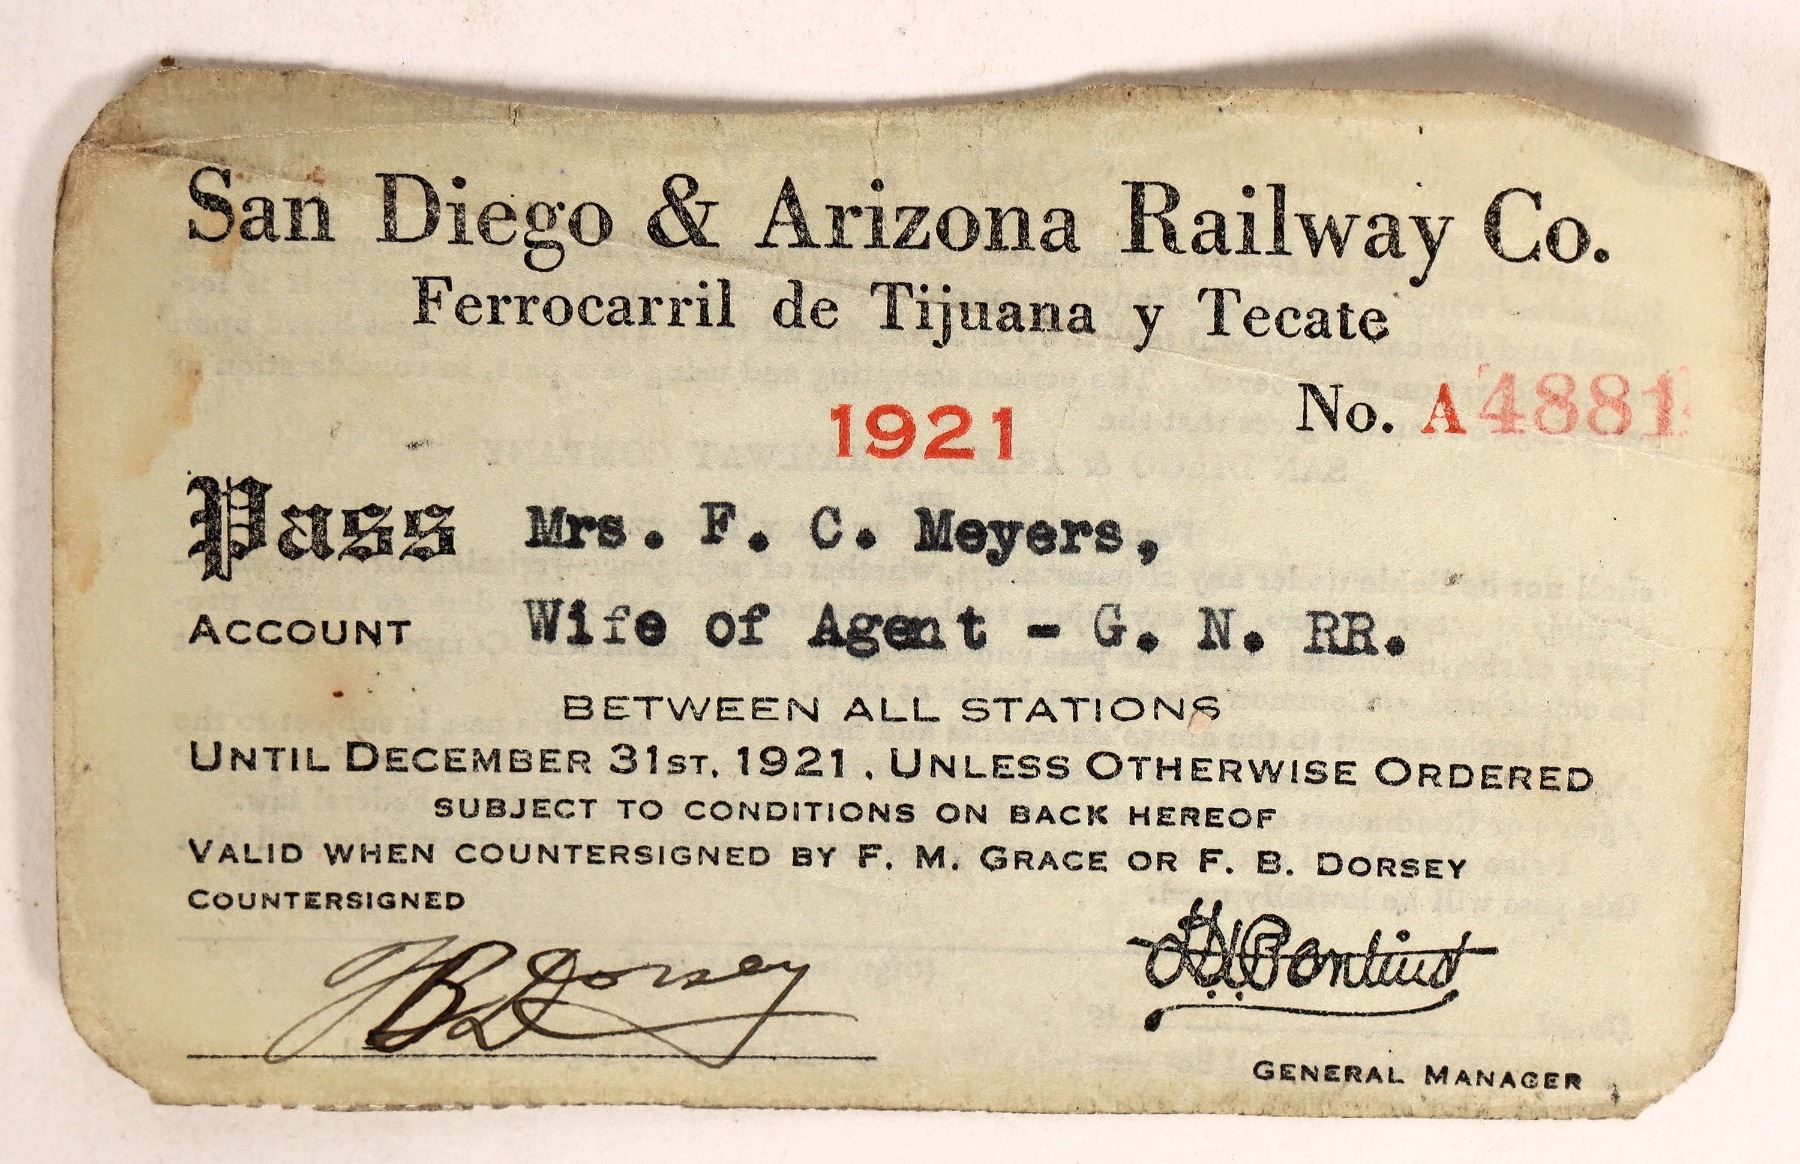 San Diego & Arizona Railway Co.
Ferrocarril de Tijuana y Tecate
No. A 4881
1921
Pass Mrs. F. C. Meyers,
ACCOUNT Wife of Agent - G. N. RR.
BETWEEN ALL STATIONS
UNTIL DECEMBER 31ST, 1921, UNLESS OTHERWISE ORDERED
SUBJECT TO CONDITIONS ON BACK HEREOF
VALID WHEN COUNTERSIGNED BY F. M. GRACE OR F. B. DORSEY
COUNTERSIGNED
F B Dorsey
GENERAL MANAGER